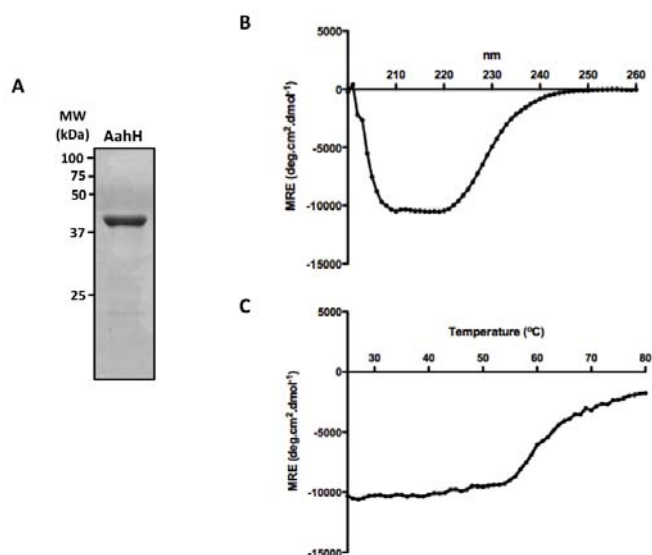 A
MW
(kDa)
AahH
100
75
50
37
25
B
5000
nm
210 220 230 240 250 260
0
-5000
-10000
-15000
MRE (deg.cm².dmol⁻¹)
C
5000
Temperature (°C)
30 40 50 60 70 80
0
-5000
-10000
-15000
MRE (deg.cm².dmol⁻¹)